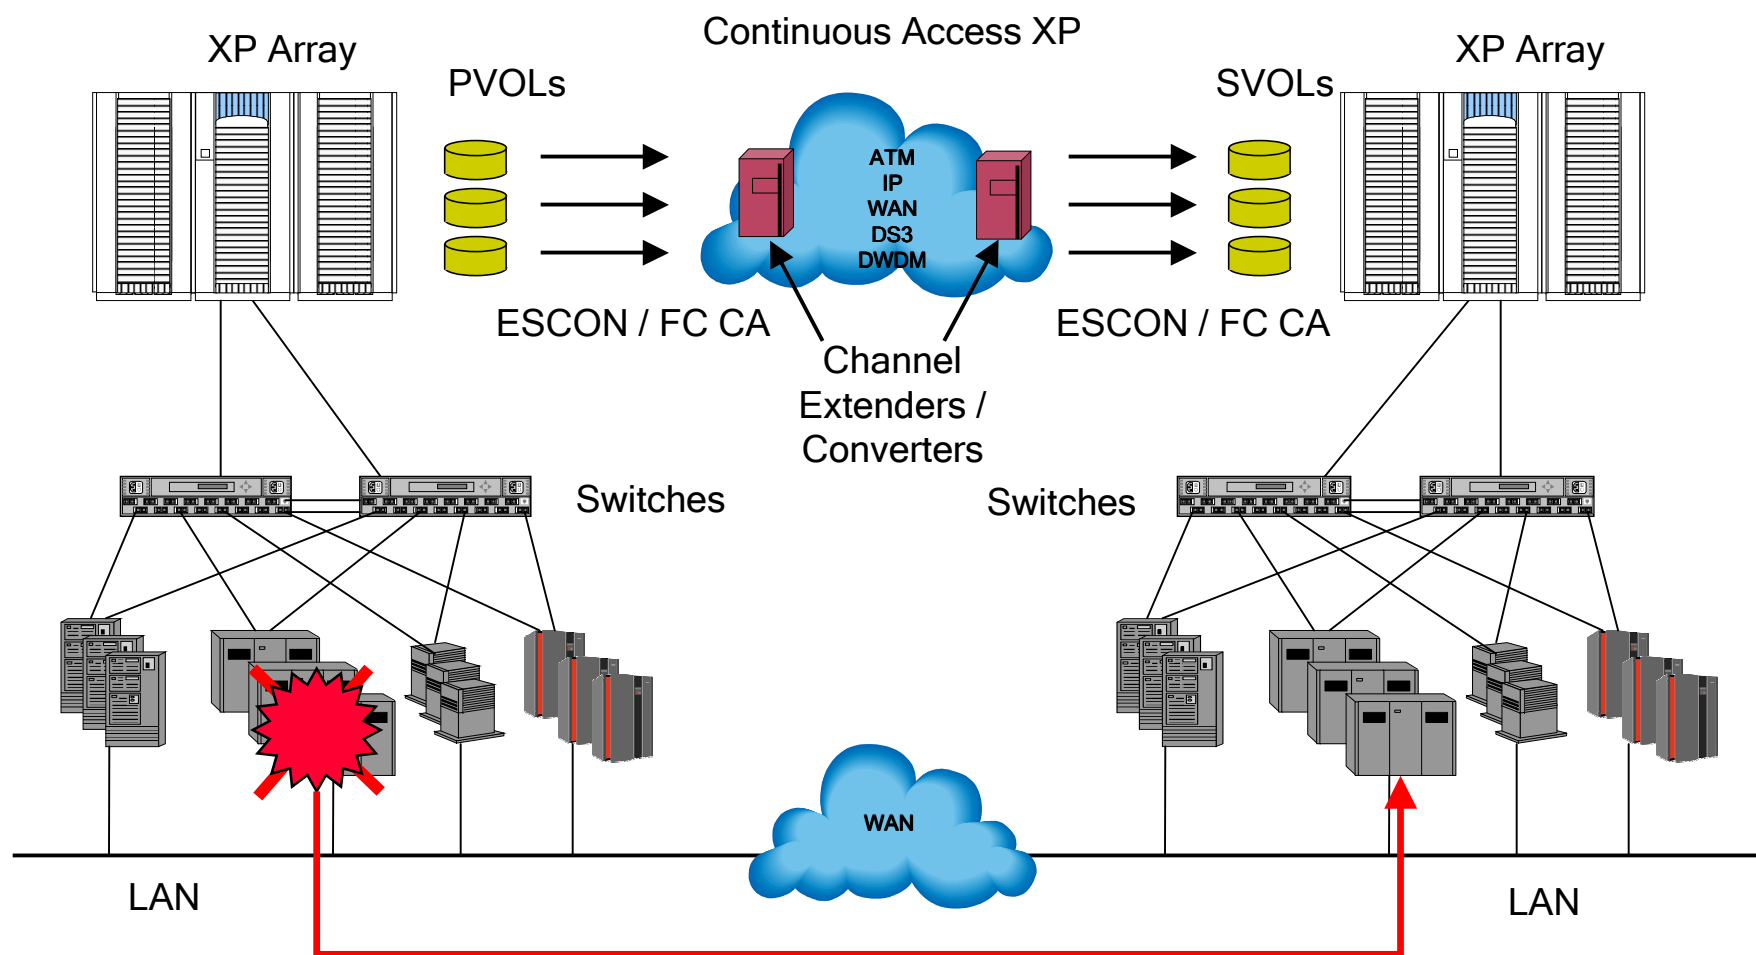 Continuous Access XP
XP Array
XP Array
PVOLs
SVOLs
ATM
IP
WAN
DS3
DWDM
ESCON / FC CA
ESCON / FC CA
Channel
Extenders /
Converters
Switches
Switches
WAN
LAN
LAN